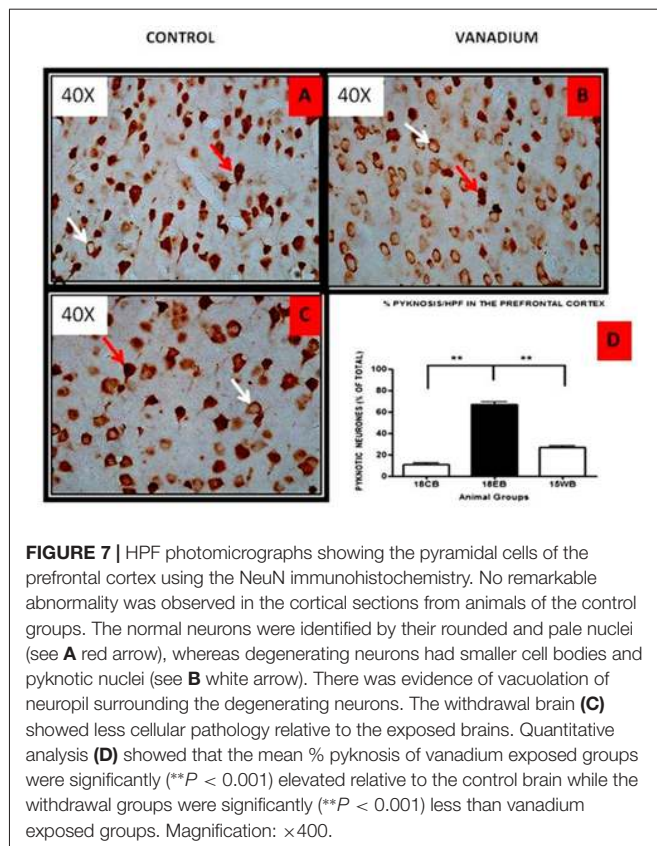 CONTROL VANADIUM
40X A 40X B
40X C
% PYKNOSIS/HPF IN THE PREFRONTAL CORTEX
D
** **
PYKNOTIC NEURONES (% OF TOTAL)
100
80
60
40
20
0
18CB 18EB 15WB
Animal Groups
FIGURE 7 | HPF photomicrographs showing the pyramidal cells of the
prefrontal cortex using the NeuN immunohistochemistry. No remarkable
abnormality was observed in the cortical sections from animals of the control
groups. The normal neurons were identified by their rounded and pale nuclei
(see A red arrow), whereas degenerating neurons had smaller cell bodies and
pyknotic nuclei (see B white arrow). There was evidence of vacuolation of
neuropil surrounding the degenerating neurons. The withdrawal brain (C)
showed less cellular pathology relative to the exposed brains. Quantitative
analysis (D) showed that the mean % pyknosis of vanadium exposed groups
were significantly (**P < 0.001) elevated relative to the control brain while the
withdrawal groups were significantly (**P < 0.001) less than vanadium
exposed groups. Magnification: ×400.